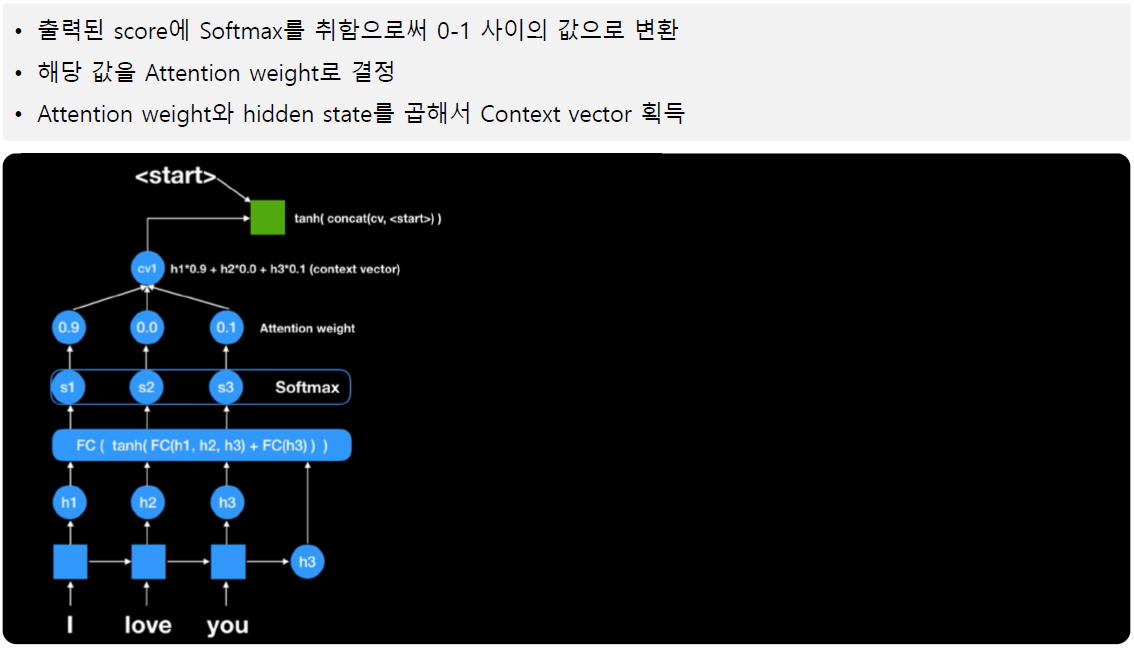 • 출력된 score에 Softmax를 취함으로써 0-1 사이의 값으로 변환
• 해당 값을 Attention weight로 결정
• Attention weight와 hidden state를 곱해서 Context vector 획득
<start>
tanh( concat(cv, <start>) )
cv1 h1*0.9 + h2*0.0 + h3*0.1 (context vector)
0.9 0.0 0.1 Attention weight
s1 s2 s3 Softmax
FC ( tanh( FC(h1, h2, h3) + FC(h3) ) )
h1 h2 h3
h3
I love you